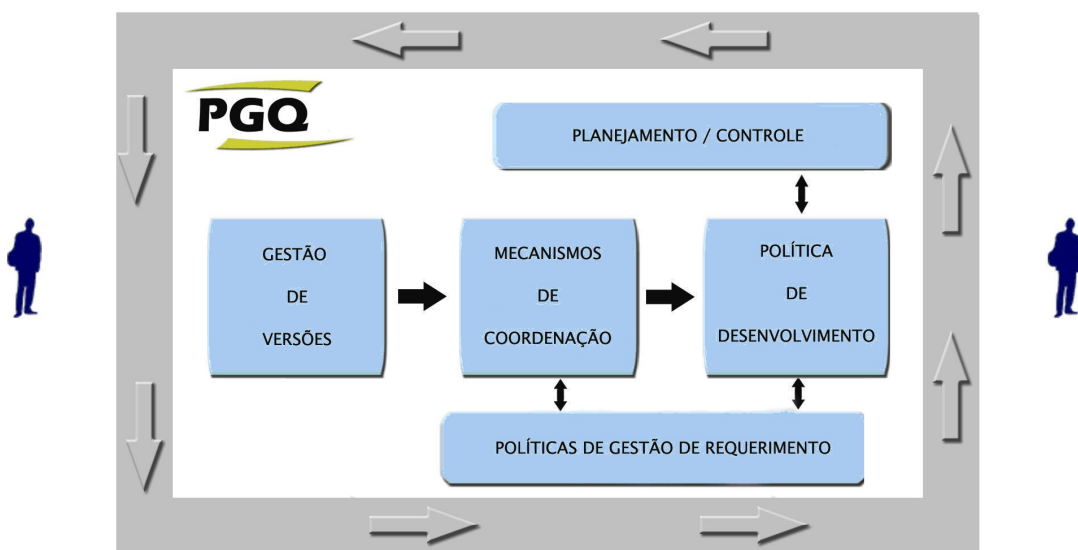 PGQ
PLANEJAMENTO / CONTROLE
GESTÃO
DE
VERSÕES
MECANISMOS
DE
COORDENAÇÃO
POLÍTICA
DE
DESENVOLVIMENTO
POLÍTICAS DE GESTÃO DE REQUERIMENTO